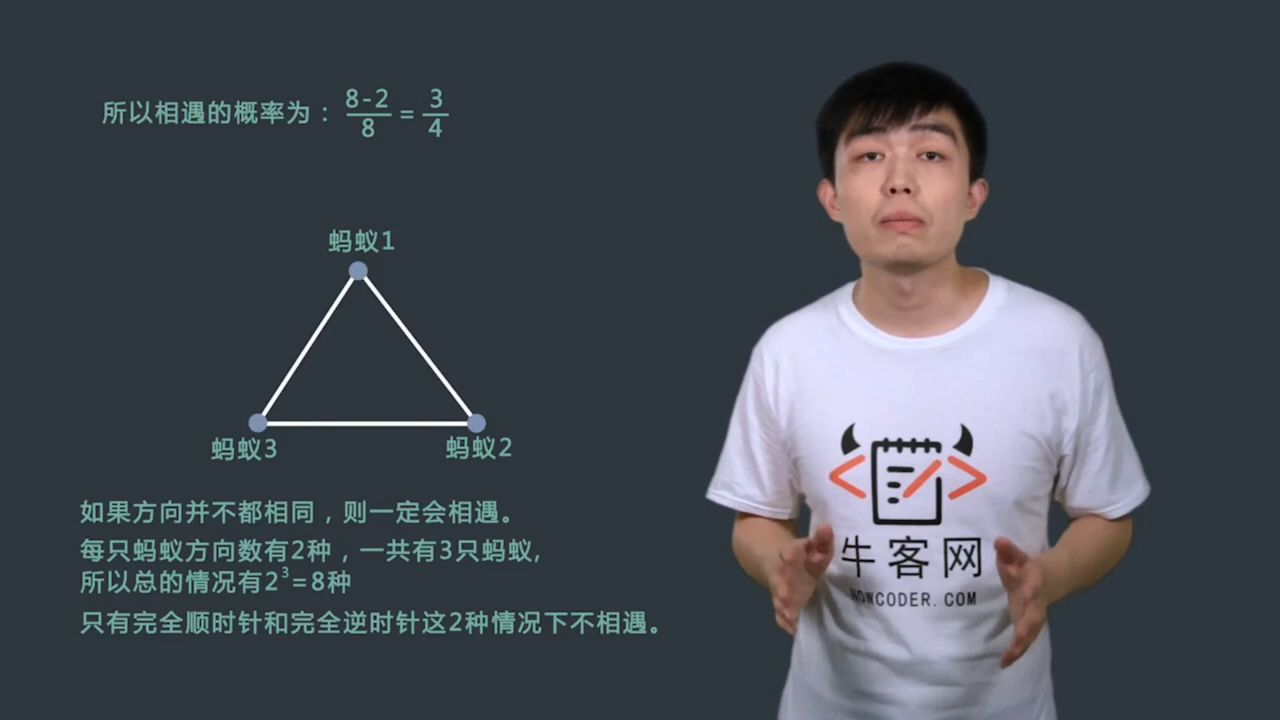 所以相遇的概率为：8-2/8=3/4
蚂蚁1
蚂蚁3
蚂蚁2
如果方向并不都相同，则一定会相遇。
每只蚂蚁方向数有2种，一共有3只蚂蚁,
所以总的情况有2³=8种
只有完全顺时针和完全逆时针这2种情况下不相遇。
牛客网
NOWCODER.COM